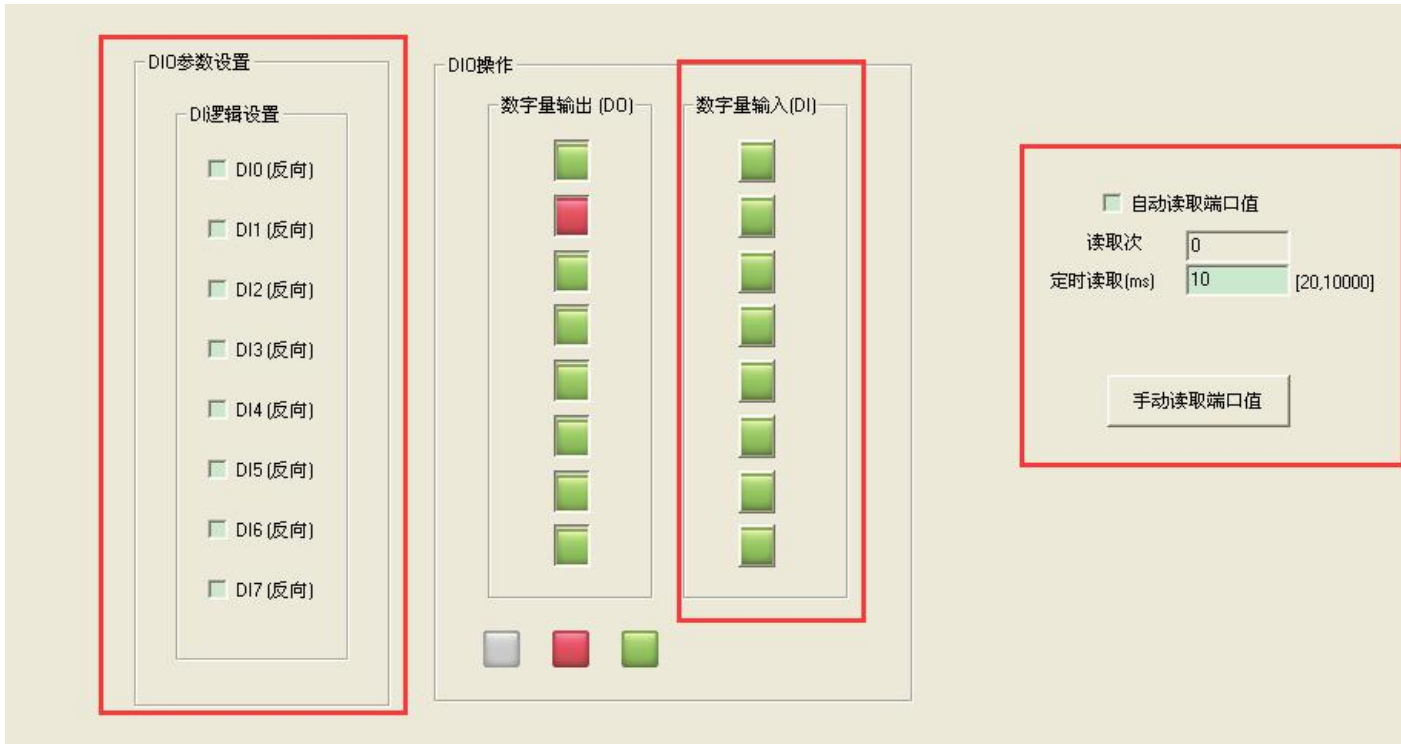 DIO参数设置
DI逻辑设置
DI0 (反向)
DI1 (反向)
DI2 (反向)
DI3 (反向)
DI4 (反向)
DI5 (反向)
DI6 (反向)
DI7 (反向)
DIO操作
数字量输出 (DO)
数字量输入(DI)
自动读取端口值
读取次 0
定时读取(ms) 10 [20,10000]
手动读取端口值